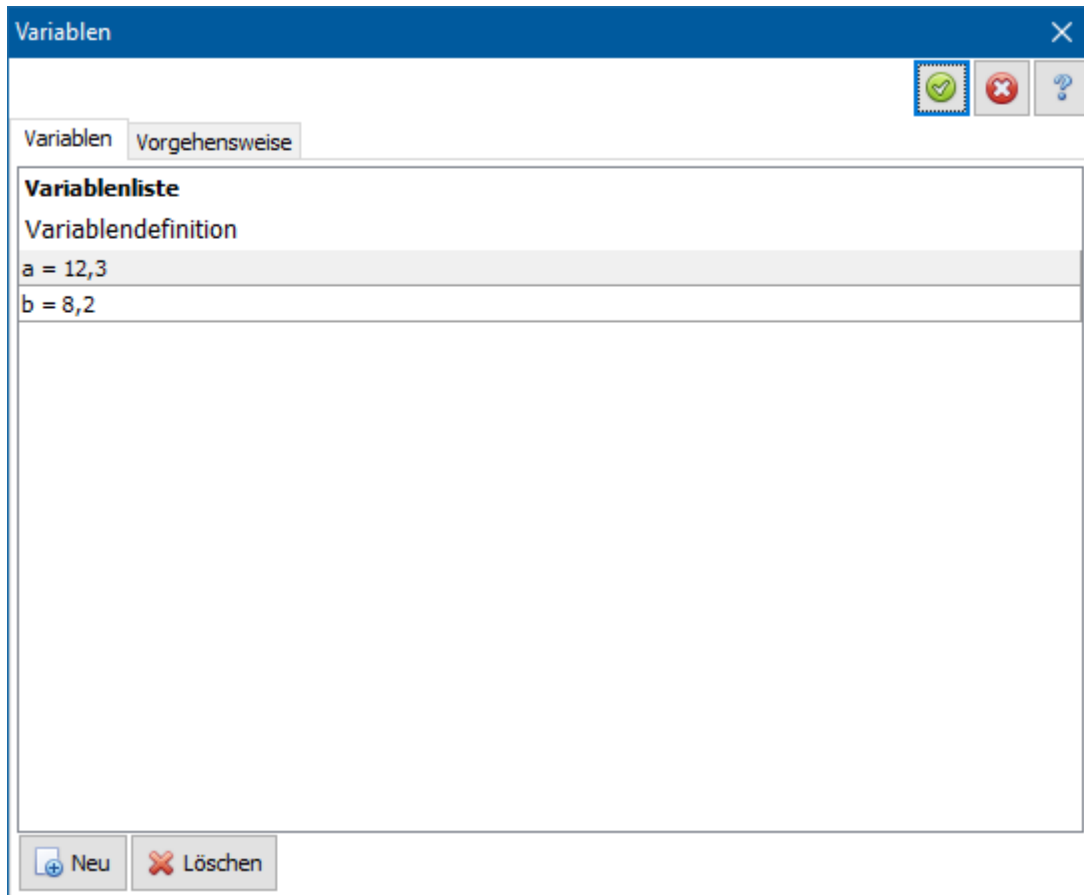 Variablen
Variablen Vorgehensweise
Variablenliste
Variablendefinition
a = 12,3
b = 8,2
Neu Löschen